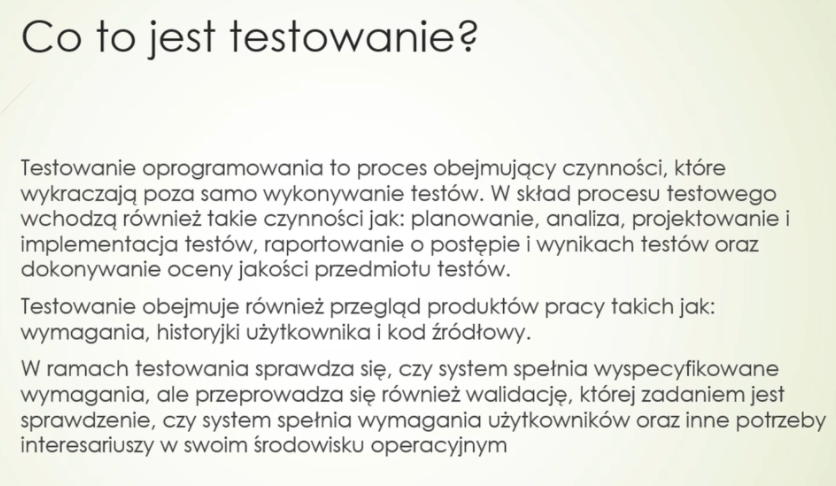 Co to jest testowanie?
Testowanie oprogramowania to proces obejmujący czynności, które
wykraczają poza samo wykonywanie testów. W skład procesu testowego
wchodzą również takie czynności jak: planowanie, analiza, projektowanie i
implementacja testów, raportowanie o postępie i wynikach testów oraz
dokonywanie oceny jakości przedmiotu testów.
Testowanie obejmuje również przegląd produktów pracy takich jak:
wymagania, historyjki użytkownika i kod źródłowy.
W ramach testowania sprawdza się, czy system spełnia wyspecyfikowane
wymagania, ale przeprowadza się również walidację, której zadaniem jest
sprawdzenie, czy system spełnia wymagania użytkowników oraz inne potrzeby
interesariuszy w swoim środowisku operacyjnym